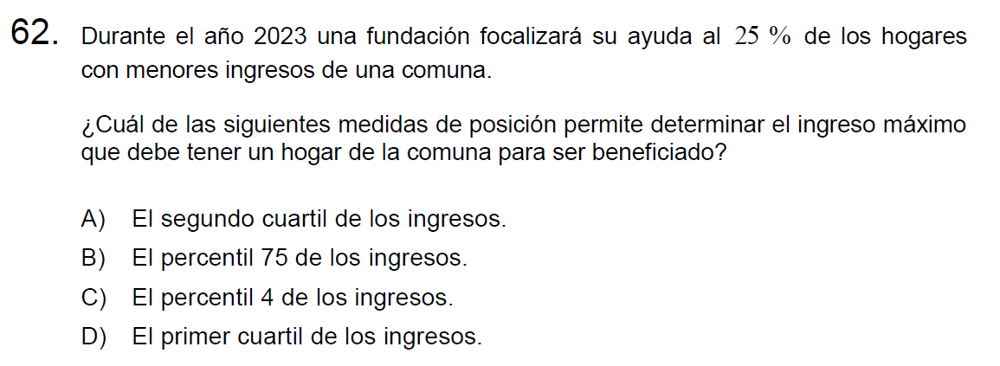 62. Durante el año 2023 una fundación focalizará su ayuda al 25 % de los hogares
con menores ingresos de una comuna.
¿Cuál de las siguientes medidas de posición permite determinar el ingreso máximo
que debe tener un hogar de la comuna para ser beneficiado?
A) El segundo cuartil de los ingresos.
B) El percentil 75 de los ingresos.
C) El percentil 4 de los ingresos.
D) El primer cuartil de los ingresos.